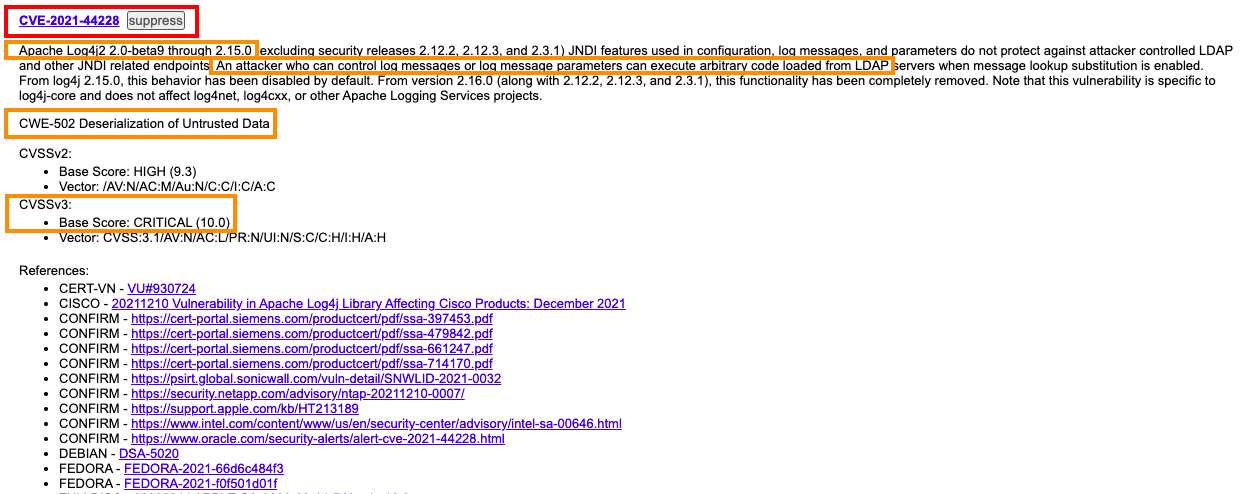 CVE-2021-44228 suppress
Apache Log4j2 2.0-beta9 through 2.15.0 excluding security releases 2.12.2, 2.12.3, and 2.3.1) JNDI features used in configuration, log messages, and parameters do not protect against attacker controlled LDAP
and other JNDI related endpoints An attacker who can control log messages or log message parameters can execute arbitrary code loaded from LDAP servers when message lookup substitution is enabled.
From log4j 2.15.0, this behavior has been disabled by default. From version 2.16.0 (along with 2.12.2, 2.12.3, and 2.3.1), this functionality has been completely removed. Note that this vulnerability is specific to
log4j-core and does not affect log4net, log4cxx, or other Apache Logging Services projects.
CWE-502 Deserialization of Untrusted Data
CVSSv2:
• Base Score: HIGH (9.3)
• Vector: /AV:N/AC:M/Au:N/C:C/I:C/A:C
CVSSv3:
• Base Score: CRITICAL (10.0)
• Vector: CVSS:3.1/AV:N/AC:L/PR:N/UI:N/S:C/C:H/I:H/A:H
References:
• CERT-VN - VU#930724
• CISCO - 20211210 Vulnerability in Apache Log4j Library Affecting Cisco Products: December 2021
• CONFIRM - https://cert-portal.siemens.com/productcert/pdf/ssa-397453.pdf
• CONFIRM - https://cert-portal.siemens.com/productcert/pdf/ssa-479842.pdf
• CONFIRM - https://cert-portal.siemens.com/productcert/pdf/ssa-661247.pdf
• CONFIRM - https://cert-portal.siemens.com/productcert/pdf/ssa-714170.pdf
• CONFIRM - https://psirt.global.sonicwall.com/vuln-detail/SNWLID-2021-0032
• CONFIRM - https://security.netapp.com/advisory/ntap-20211210-0007/
• CONFIRM - https://support.apple.com/kb/HT213189
• CONFIRM - https://www.intel.com/content/www/us/en/security-center/advisory/intel-sa-00646.html
• CONFIRM - https://www.oracle.com/security-alerts/alert-cve-2021-44228.html
• DEBIAN - DSA-5020
• FEDORA - FEDORA-2021-66d6c484f3
• FEDORA - FEDORA-2021-f0f501d01f